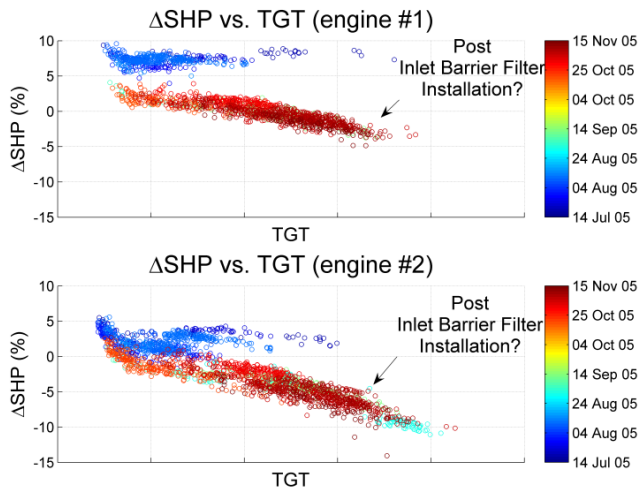 ΔSHP vs. TGT (engine #1)
10
5
0
-5
-10
-15
ΔSHP (%)
TGT
Post
Inlet Barrier Filter
Installation?
15 Nov 05
25 Oct 05
04 Oct 05
14 Sep 05
24 Aug 05
04 Aug 05
14 Jul 05
ΔSHP vs. TGT (engine #2)
10
5
0
-5
-10
-15
ΔSHP (%)
TGT
Post
Inlet Barrier Filter
Installation?
15 Nov 05
25 Oct 05
04 Oct 05
14 Sep 05
24 Aug 05
04 Aug 05
14 Jul 05